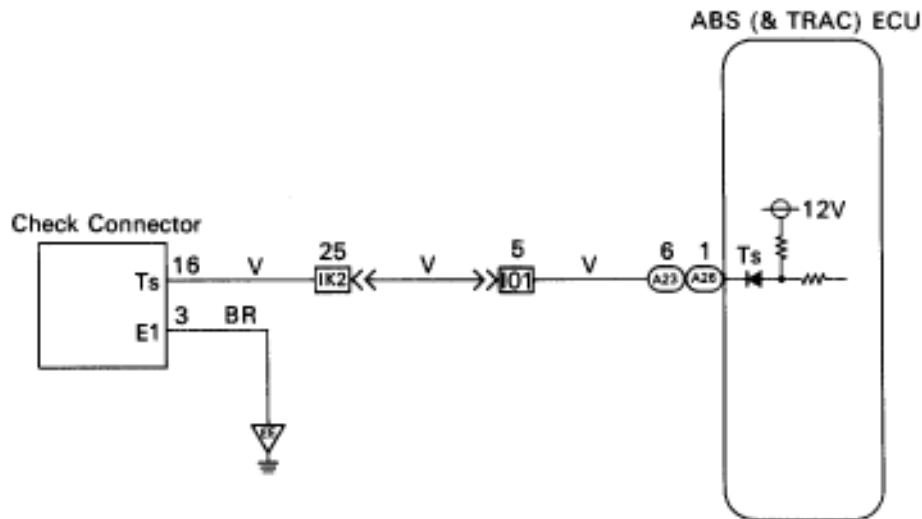 ABS (& TRAC) ECU
12V
Check Connector
Ts 16 V 25 IK2 V 5 IO1 V 6 A23 1 A26 Ts
E1 3 BR